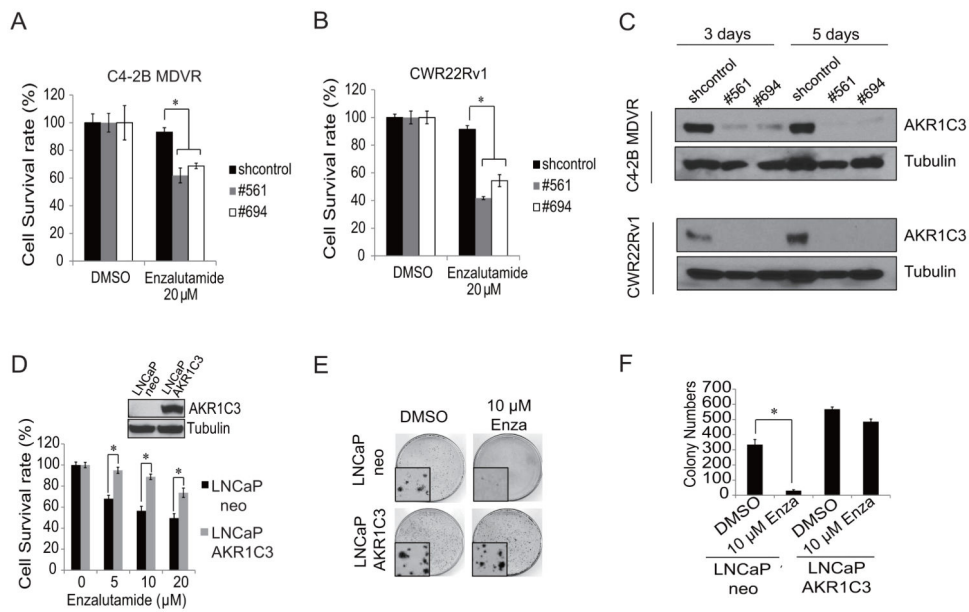 A
C4-2B MDVR
Cell Survival rate (%)
120
100
80
60
40
20
0
DMSO
Enzalutamide
20 µM
*
shcontrol
#561
#694
B
CWR22Rv1
Cell Survival rate (%)
120
100
80
60
40
20
0
DMSO
Enzalutamide
20 µM
*
shcontrol
#561
#694
C
3 days
5 days
shcontrol
#561
#694
shcontrol
#561
#694
C4-2B MDVR
AKR1C3
Tubulin
CWR22Rv1
AKR1C3
Tubulin
D
LNCaP
neo
LNCaP
AKR1C3
AKR1C3
Tubulin
Cell Survival rate (%)
120
100
80
60
40
20
0
*
*
*
0
5
10
20
Enzalutamide (µM)
LNCaP
neo
LNCaP
AKR1C3
E
DMSO
10 µM
Enza
LNCaP
neo
LNCaP
AKR1C3
F
Colony Numbers
700
600
500
400
300
200
100
0
*
DMSO
10 µM Enza
DMSO
10 µM Enza
LNCaP
neo
LNCaP
AKR1C3